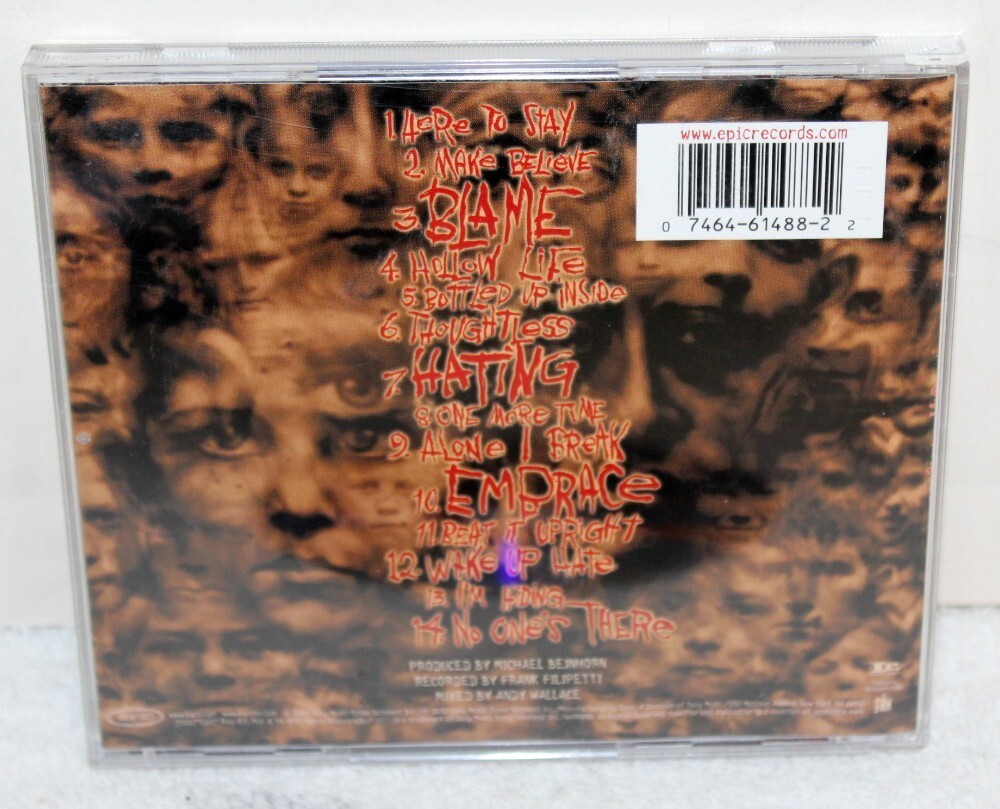 1. HERE TO STAY
2. MAKE BELIEVE
3. BLAME
4. HOLLOW LIFE
5. BOTTLED UP INSIDE
6. THOUGHTLESS
7. HATING
8. ONE MORE TIME
9. ALONE I BREAK
10. EMBRACE
11. BEAT IT UPRIGHT
12. WAKE UP HATE
13. I'M HIDING
14. NO ONE'S THERE
PRODUCED BY MICHAEL BEINHORN
RECORDED BY FRANK FILIPETTI
MIXED BY ANDY WALLACE
www.epicrecords.com
0 7464-61488-2 2